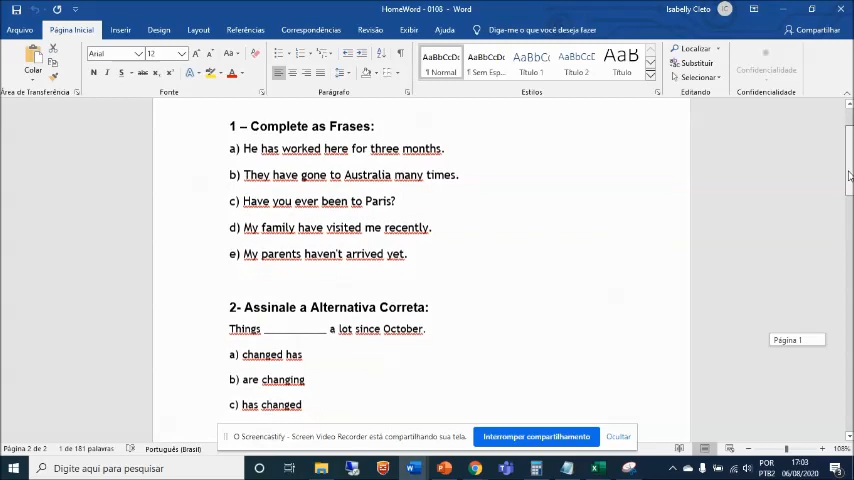 HomeWord - 0108 - Word
Isabelly Cleto
IC
Arquivo Página Inicial Inserir Design Layout Referências Correspondências Revisão Exibir Ajuda Diga-me o que você deseja fazer Compartilhar
Colar
Arial 12
Aa
N I S abc x₂ x² A A
AaBbCcDc AaBbCcDc AaBbCc AaBbCcD AaB
¶ Normal ¶ Sem Esp... Título 1 Título 2 Título
Localizar
Substituir
Selecionar
Confidencialidade
Área de Transferência Fonte Parágrafo Estilos Editando Confidencialidade
1 – Complete as Frases:
a) He has worked here for three months.
b) They have gone to Australia many times.
c) Have you ever been to Paris?
d) My family have visited me recently.
e) My parents haven't arrived yet.
2- Assinale a Alternativa Correta:
Things ____________ a lot since October.
a) changed has
b) are changing
c) has changed
Página 1
O Screencastify - Screen Video Recorder está compartilhando sua tela. Interromper compartilhamento Ocultar
Página 2 de 2 1 de 181 palavras Português (Brasil) 108%
Digite aqui para pesquisar
POR
PTB2
17:03
06/08/2020
3